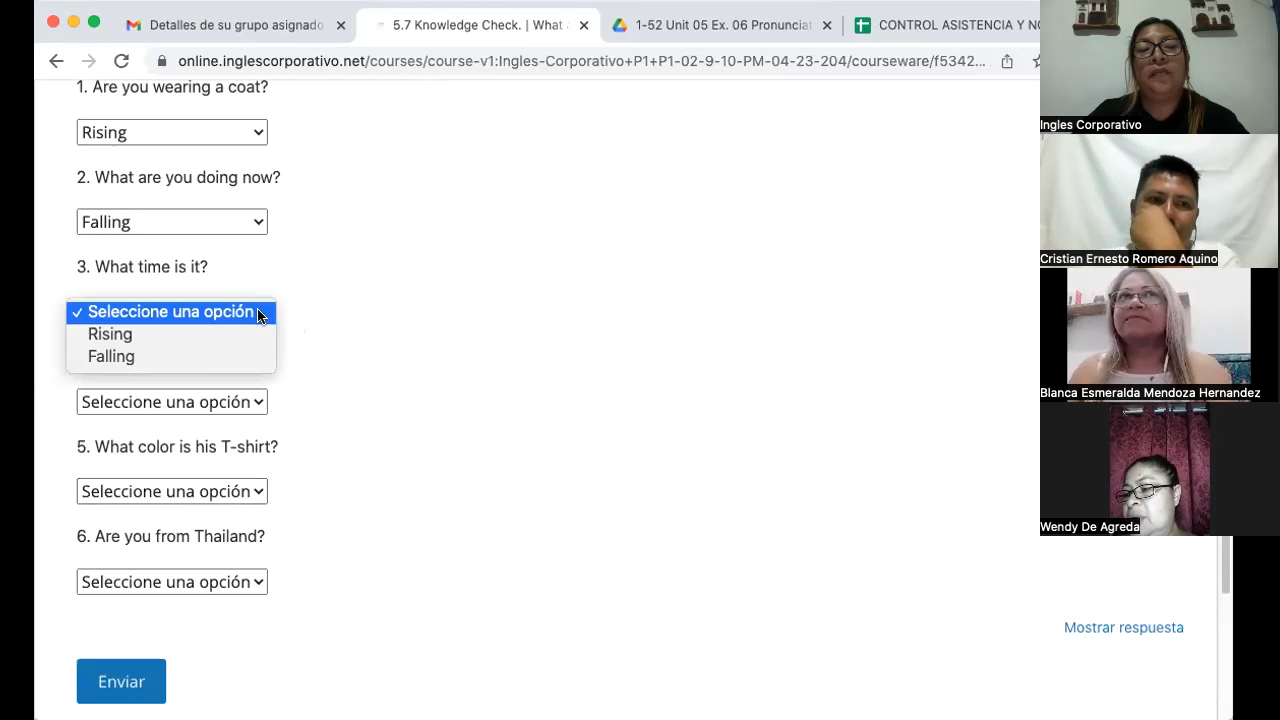 Detalles de su grupo asignado
5.7 Knowledge Check. | What
1-52 Unit 05 Ex. 06 Pronunciat
CONTROL ASISTENCIA Y NO
online.inglescorporativo.net/courses/course-v1:Ingles-Corporativo+P1+P1-02-9-10-PM-04-23-204/courseware/f5342...
1. Are you wearing a coat?
Rising
2. What are you doing now?
Falling
3. What time is it?
✓ Seleccione una opción
Rising
Falling
Seleccione una opción
5. What color is his T-shirt?
Seleccione una opción
6. Are you from Thailand?
Seleccione una opción
Mostrar respuesta
Enviar
Ingles Corporativo
Cristian Ernesto Romero Aquino
Blanca Esmeralda Mendoza Hernandez
Wendy De Agreda